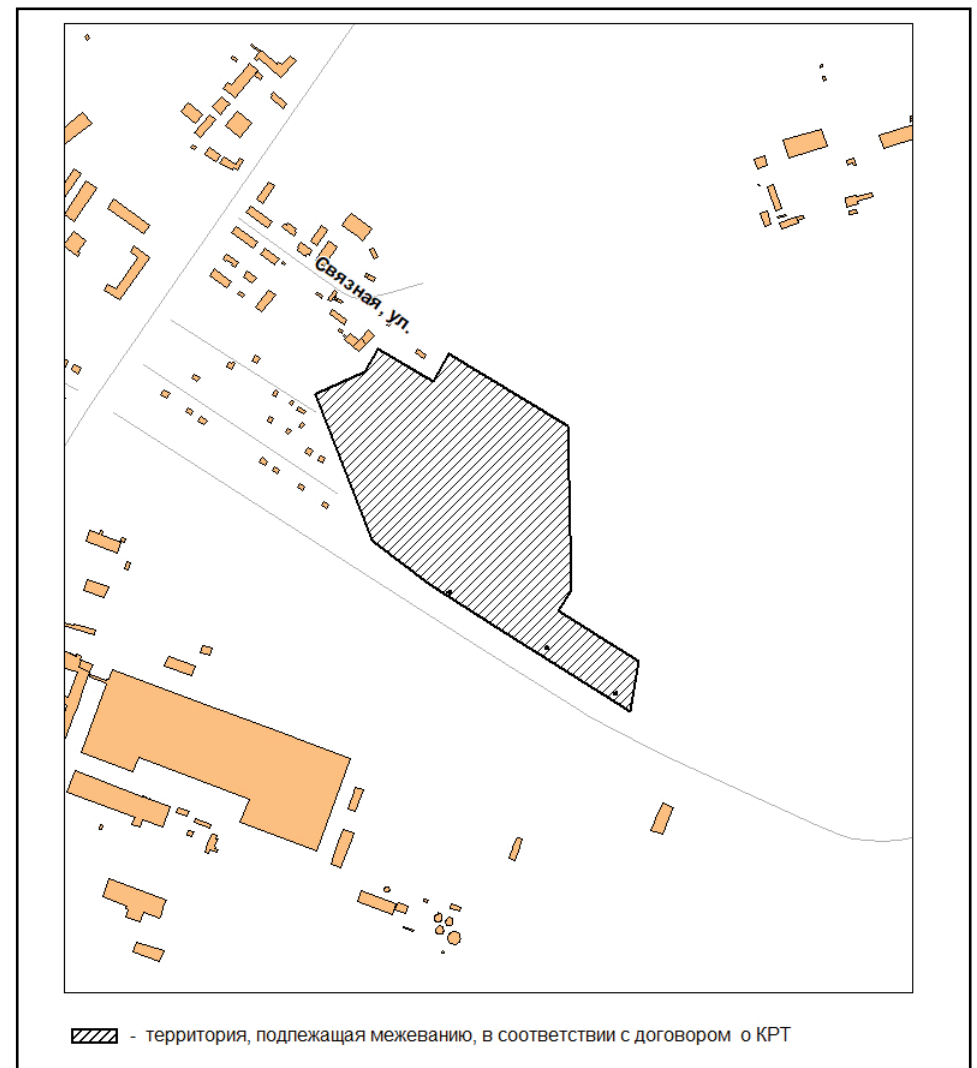 Связная, ул.
- территория, подлежащая межеванию, в соответствии с договором о КРТ